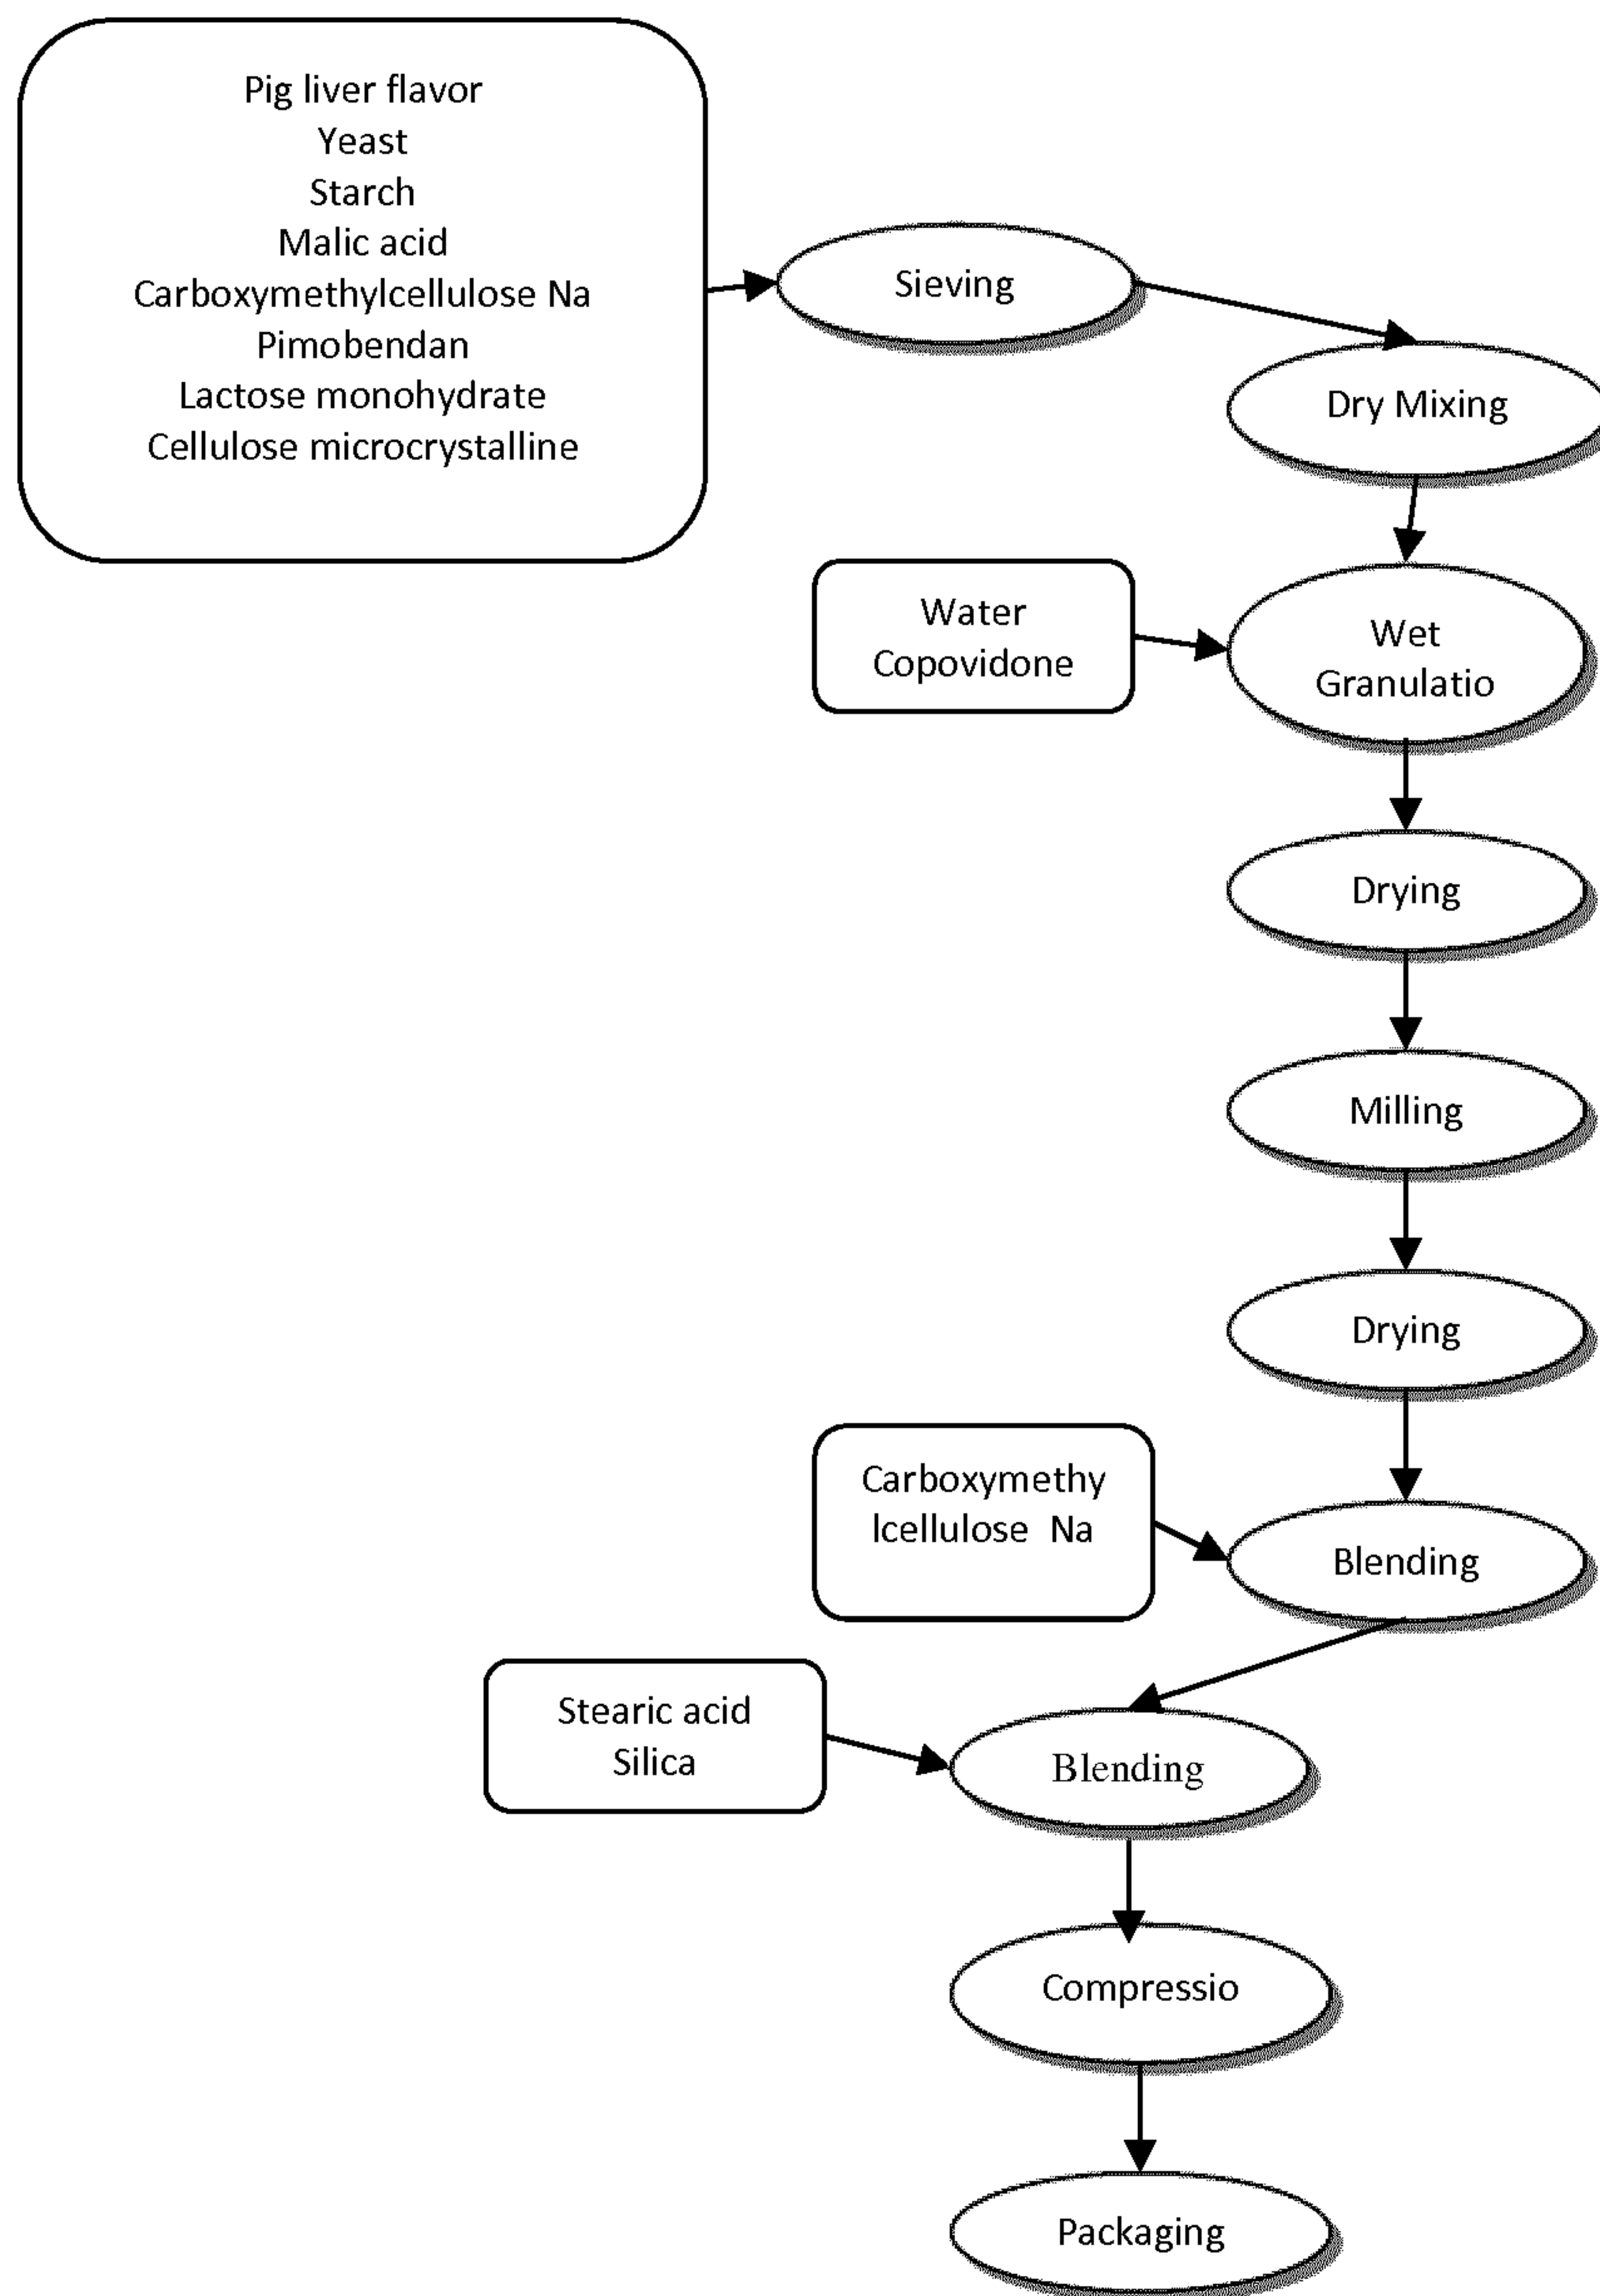 Pig liver flavor
Yeast
Starch
Malic acid
Carboxymethylcellulose Na
Pimobendan
Lactose monohydrate
Cellulose microcrystalline
Sieving
Dry Mixing
Water
Copovidone
Wet
Granulatio
Drying
Milling
Drying
Carboxymethy
lcellulose Na
Blending
Stearic acid
Silica
Blending
Compressio
Packaging